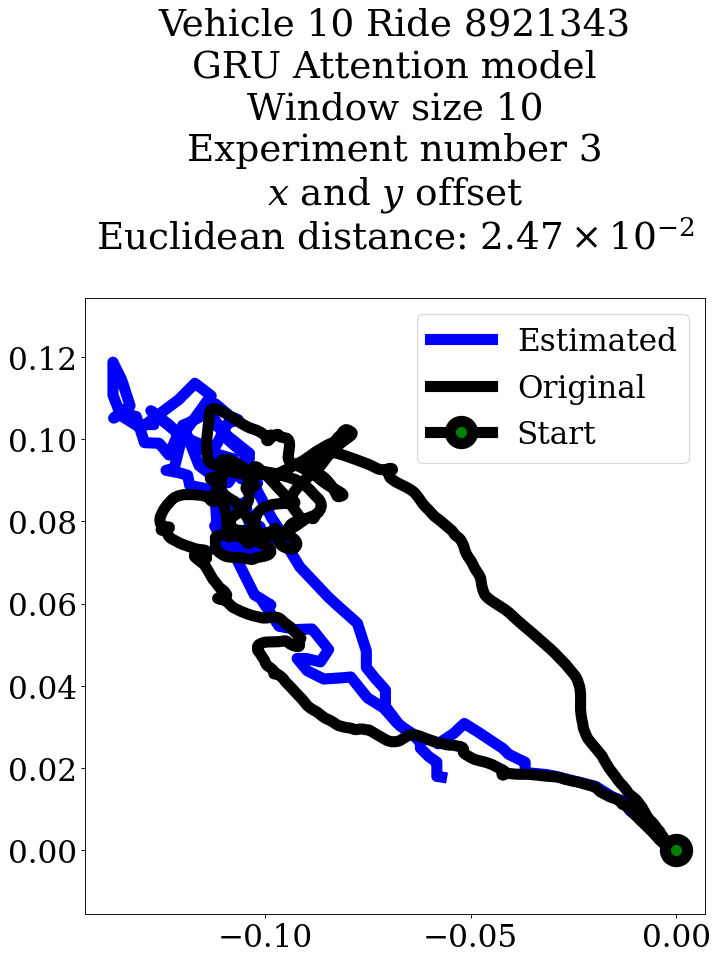 Vehicle 10 Ride 8921343
GRU Attention model
Window size 10
Experiment number 3
x and y offset
Euclidean distance: 2.47 × 10⁻²
Estimated
Original
Start
0.12
0.10
0.08
0.06
0.04
0.02
0.00
−0.10
−0.05
0.00